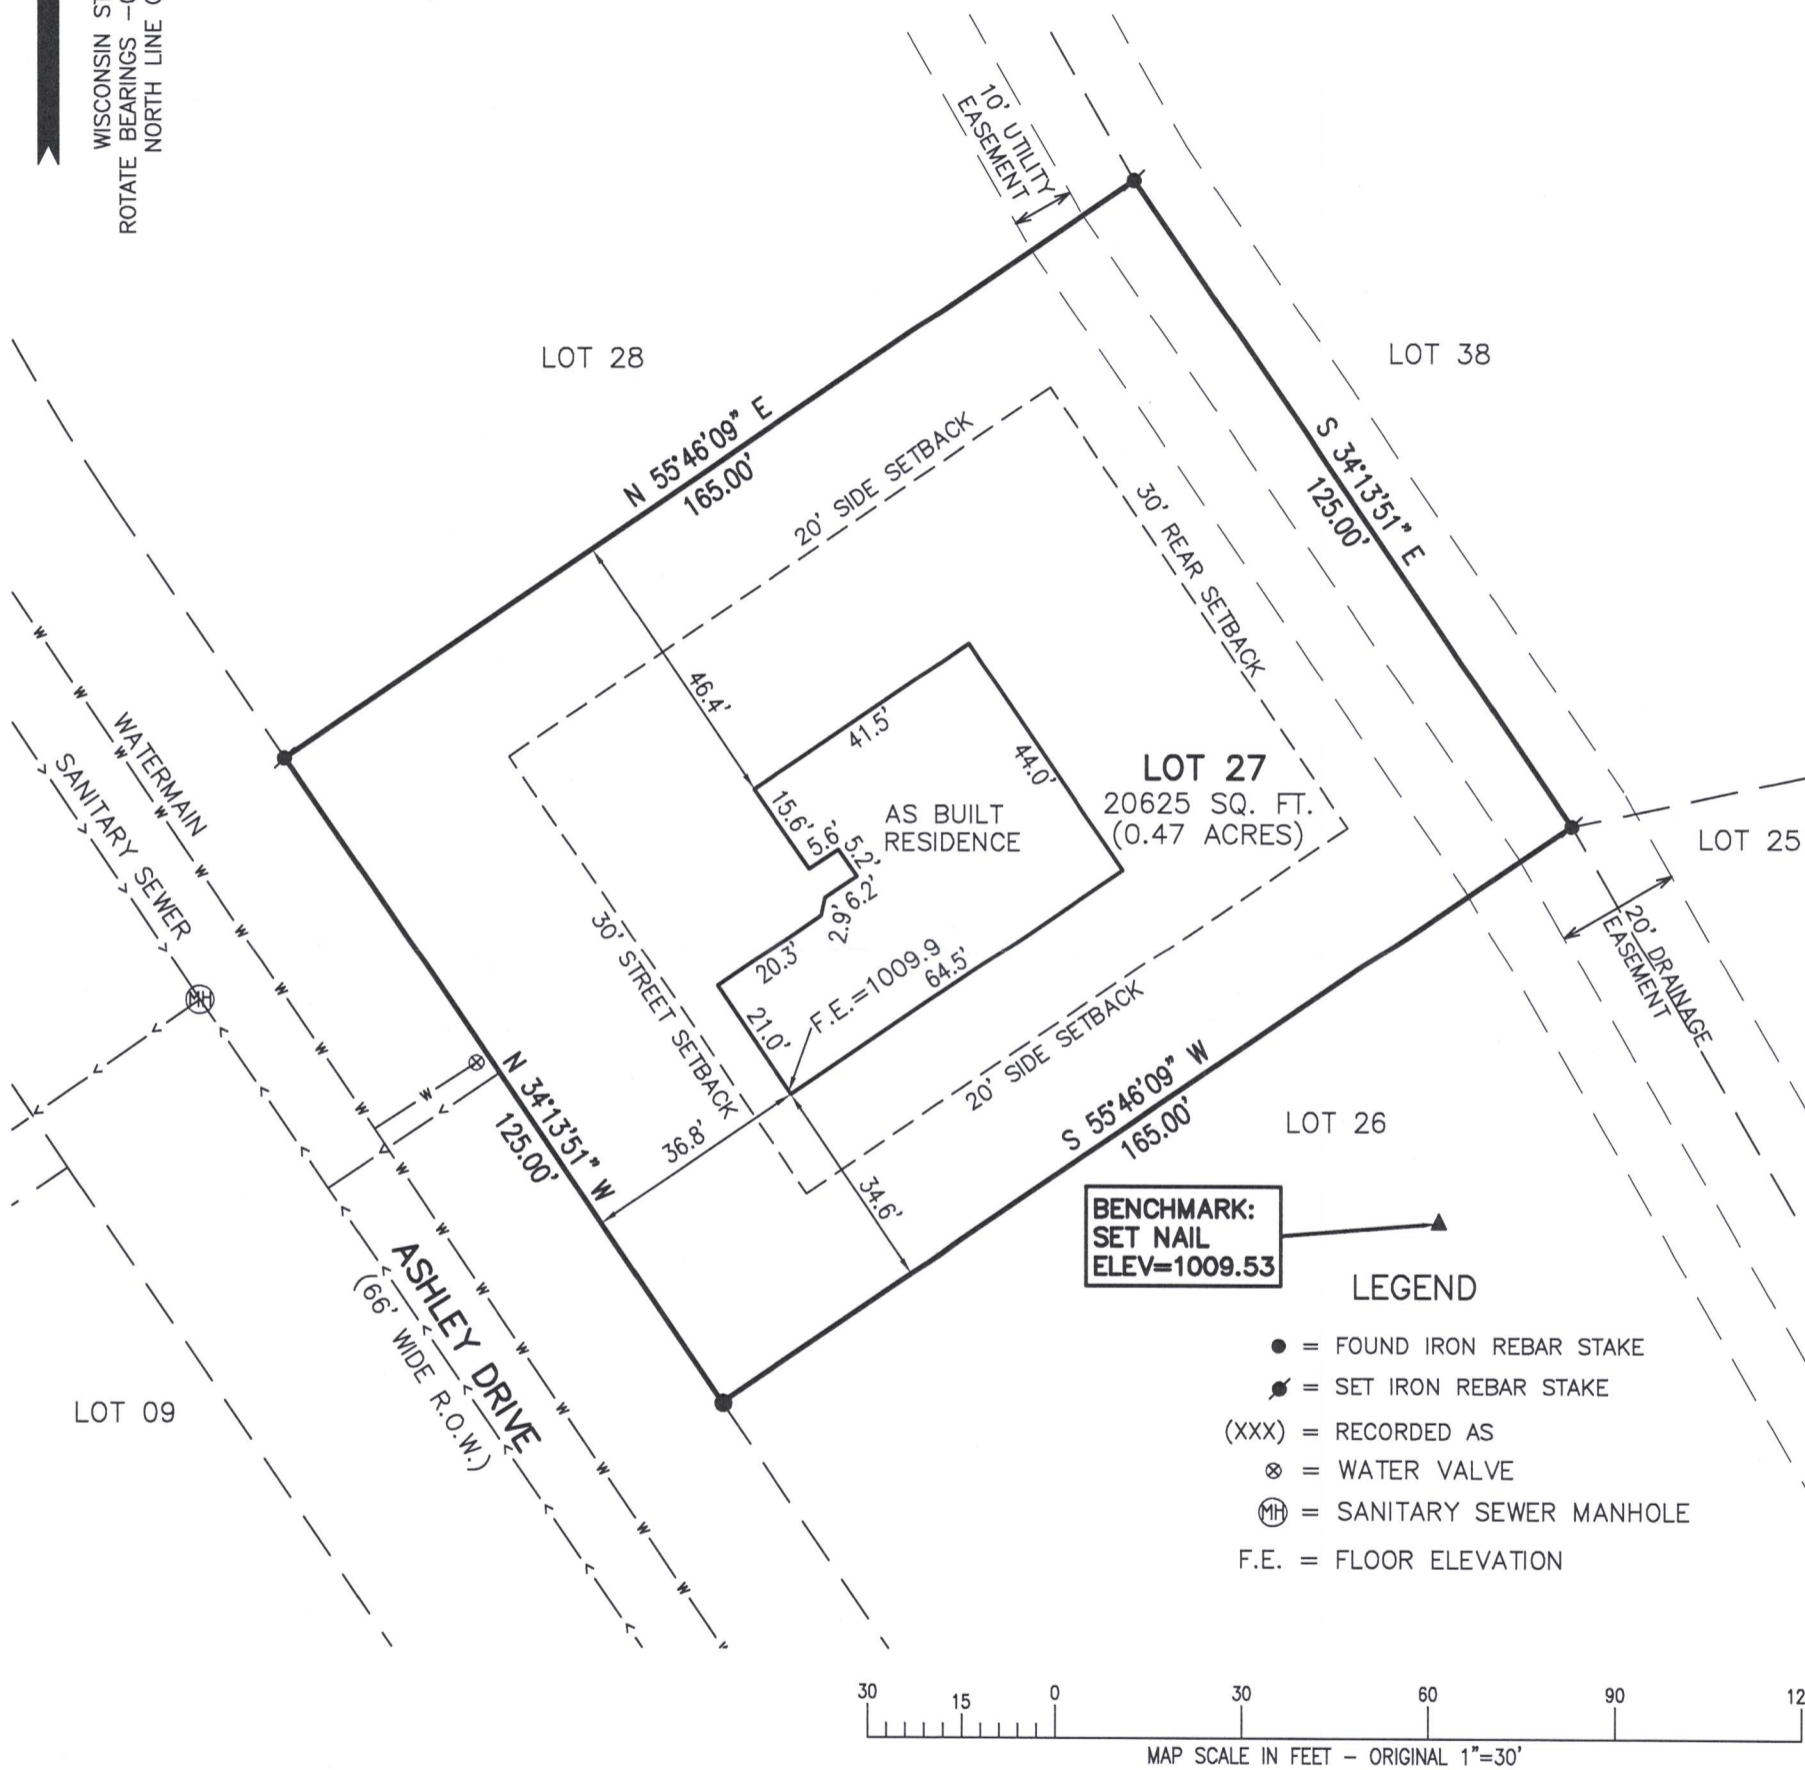 WISCONSIN ST
ROTATE BEARINGS -
NORTH LINE
10' UTILITY
EASEMENT
LOT 28
LOT 38
N 55°46'09" E
165.00'
20' SIDE SETBACK
S 34°13'51" E
125.00'
30' REAR SETBACK
46.4'
41.5'
44.0'
WATERMAIN
SANITARY SEWER
15.6'
5.6'
5.2'
6.2'
2.9'
AS BUILT
RESIDENCE
LOT 27
20625 SQ. FT.
(0.47 ACRES)
LOT 25
20.3'
21.0'
F.E.=1009.9
64.5'
30' STREET SETBACK
20' DRAINAGE
EASEMENT
MH
20' SIDE SETBACK
N 34°13'51" W
125.00'
36.8'
34.6'
S 55°46'09" W
165.00'
LOT 26
BENCHMARK:
SET NAIL
ELEV=1009.53
ASHLEY DRIVE
(66' WIDE R.O.W.)
LOT 09
LEGEND
= FOUND IRON REBAR STAKE
= SET IRON REBAR STAKE
(XXX) = RECORDED AS
= WATER VALVE
MH = SANITARY SEWER MANHOLE
F.E. = FLOOR ELEVATION
30 15 0 30 60 90 12
MAP SCALE IN FEET - ORIGINAL 1"=30'